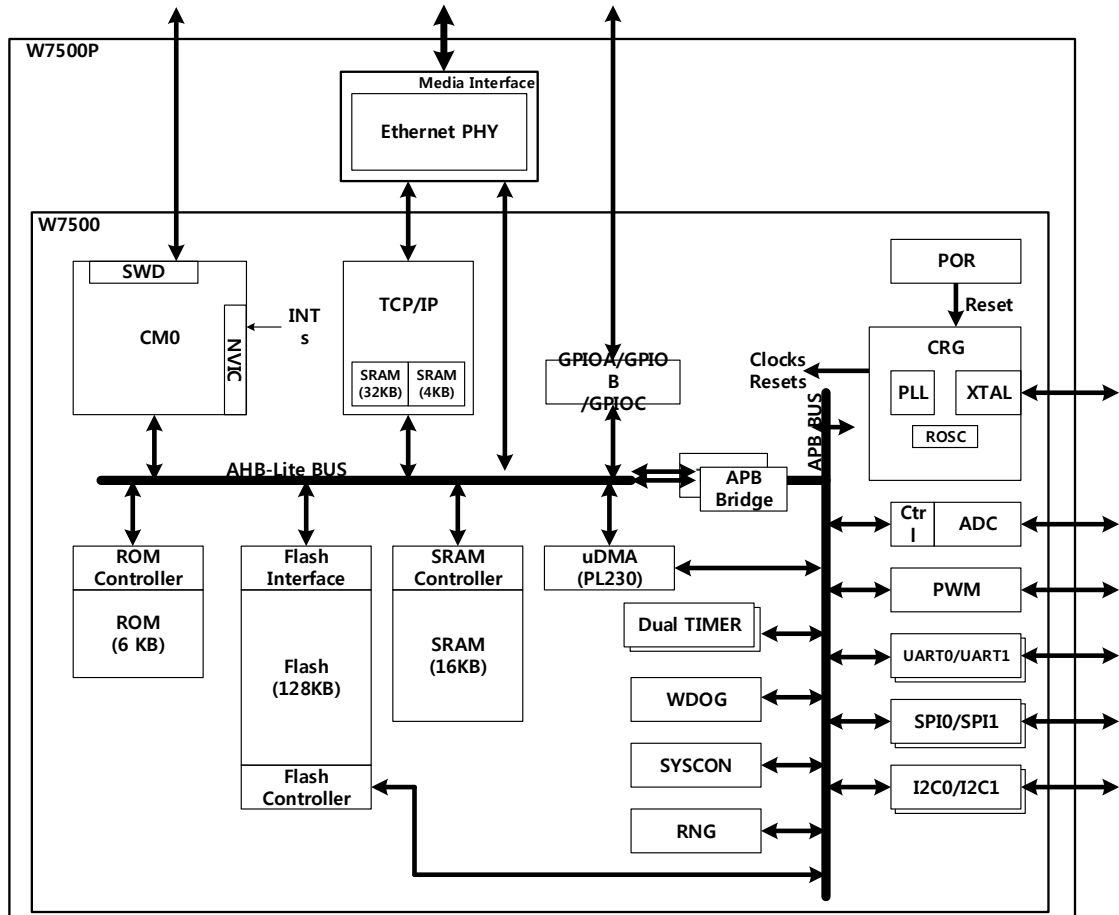 W7500P
Media Interface
Ethernet PHY
W7500
SWD
CM0
NVIC
INT
s
TCP/IP
SRAM
(32KB)
SRAM
(4KB)
GPIOA/GPIO
B
/GPIOC
POR
Reset
CRG
Clocks
Resets
PLL
XTAL
ROSC
APB BUS
AHB-Lite BUS
APB
Bridge
Ctr
l
ADC
ROM
Controller
ROM
(6 KB)
Flash
Interface
Flash
(128KB)
Flash
Controller
SRAM
Controller
SRAM
(16KB)
uDMA
(PL230)
PWM
Dual TIMER
UART0/UART1
WDOG
SPI0/SPI1
SYSCON
I2C0/I2C1
RNG